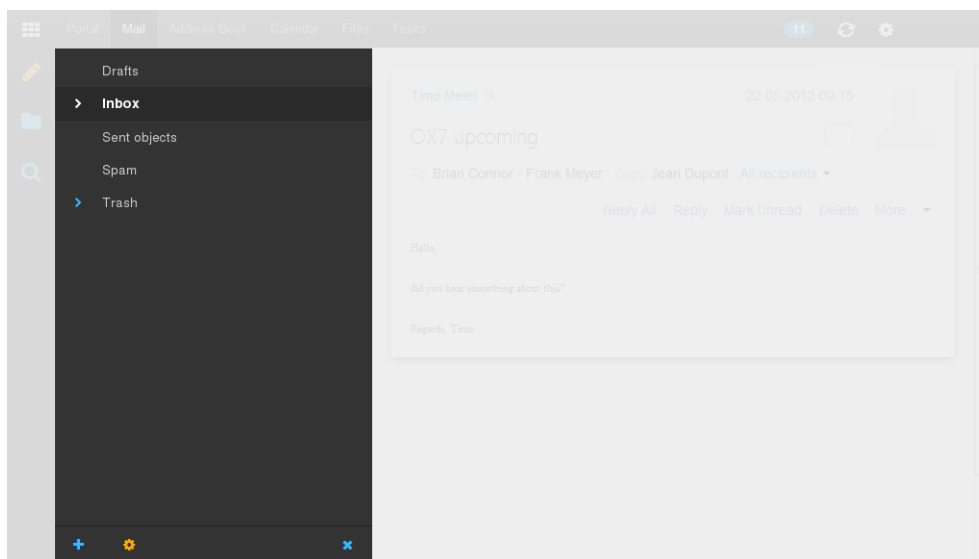 Portal Mail Address Book Calendar Files Tasks 11
Drafts
Inbox
Sent objects
Spam
Trash
Timo Meier 22.05.2012 09:15
OX7 upcoming
To Brian Connor - Frank Meyer Copy Jean Dupont All recipients
Reply All Reply Mark Unread Delete More ...
Hello,
did you hear something about this?
Regards, Timo